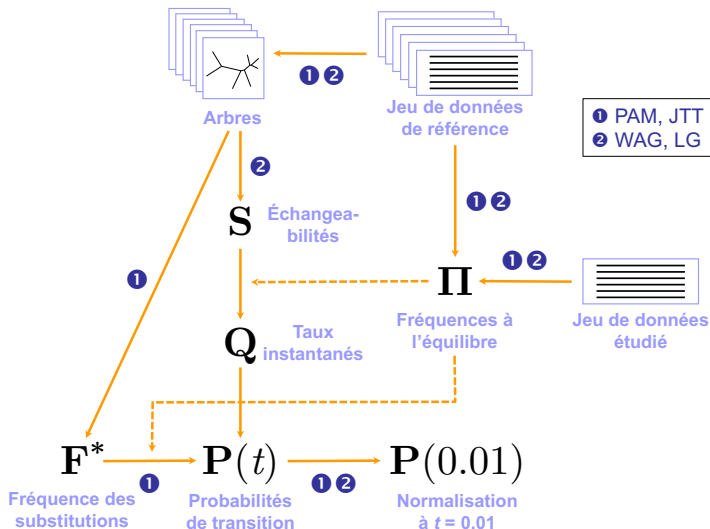 ❶ ❷
Arbres
Jeu de données
de référence
❶ PAM, JTT
❷ WAG, LG
❷
S
Échangea-
bilités
❶ ❷
❶
❶ ❷
Π
Q
Taux
instantanés
Fréquences à
l'équilibre
Jeu de données
étudié
F*
❶
P(t)
❶ ❷
P(0.01)
Fréquence des
substitutions
Probabilités
de transition
Normalisation
à t = 0.01